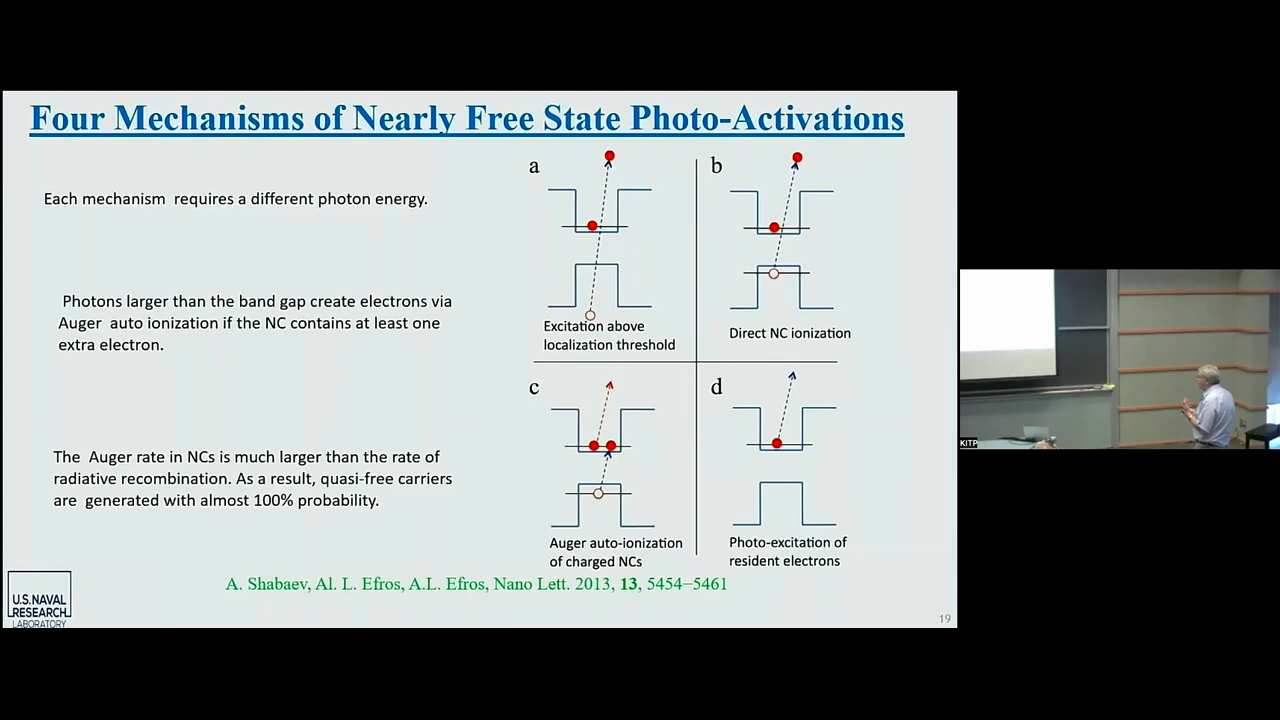 Four Mechanisms of Nearly Free State Photo-Activations
Each mechanism requires a different photon energy.
Photons larger than the band gap create electrons via
Auger auto ionization if the NC contains at least one
extra electron.
The Auger rate in NCs is much larger than the rate of
radiative recombination. As a result, quasi-free carriers
are generated with almost 100% probability.
a
Excitation above
localization threshold
b
Direct NC ionization
c
Auger auto-ionization
of charged NCs
d
Photo-excitation of
resident electrons
A. Shabaev, Al. L. Efros, A.L. Efros, Nano Lett. 2013, 13, 5454−5461
U.S. NAVAL
RESEARCH
LABORATORY
19
KITP